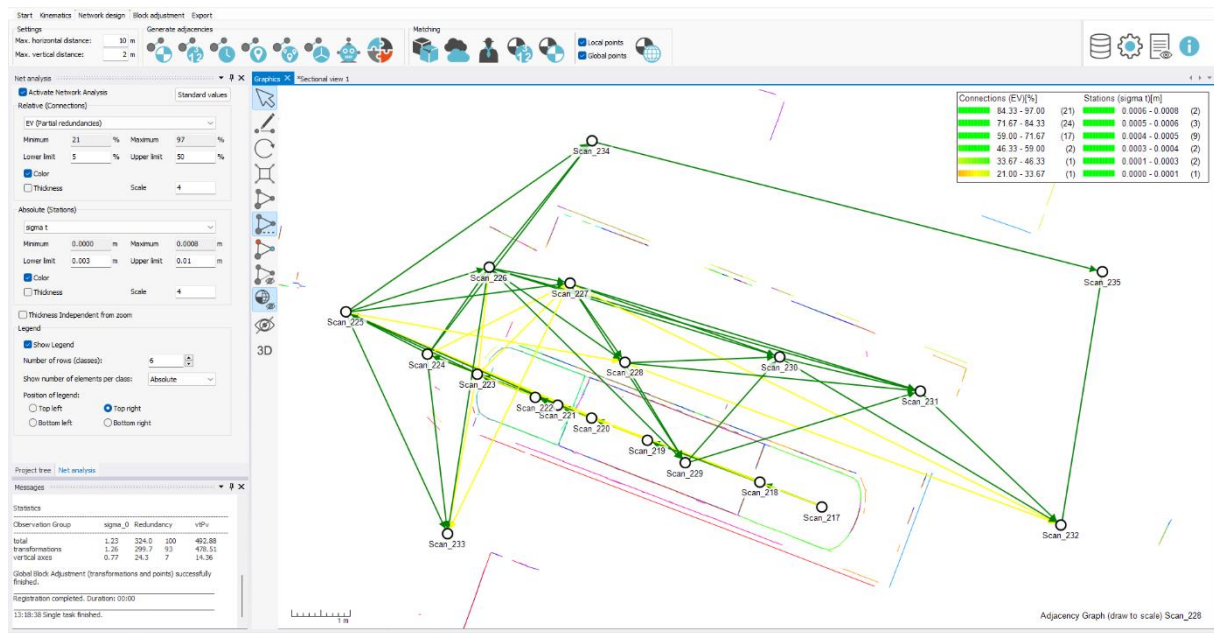 Start Kinematics Network design Block adjustment Export
Settings
Max. horizontal distance: 10 m
Max. vertical distance: 2 m
Generate adjacencies
Matching
Local points
Global points
Net analysis
Activate Network Analysis Standard values
Relative (Connections)
EV (Partial redundancies)
Minimum 21 % Maximum 97 %
Lower limit 5 % Upper limit 50 %
Color
Thickness Scale 4
Absolute (Stations)
sigma t
Minimum 0.0000 m Maximum 0.0008 m
Lower limit 0.003 m Upper limit 0.01 m
Color
Thickness Scale 4
Thickness Independent from zoom
Legend
Show Legend
Number of rows (classes): 6
Show number of elements per class: Absolute
Position of legend:
Top left Top right
Bottom left Bottom right
Project tree Net analysis
Messages
Statistics
Observation Group sigma_0 Redundancy vtPv
total 1.23 324.0 100 492.88
transformations 1.26 299.7 93 478.51
vertical axes 0.77 24.3 7 14.36
Global Block Adjustment (transformations and points) successfully
finished.
Registration completed. Duration: 00:00
13:18:38 Single task finished.
Graphics *Sectional view 1
3D
Connections (EV)[%] Stations (sigma t)[m]
84.33 - 97.00 (21) 0.0006 - 0.0008 (2)
71.67 - 84.33 (24) 0.0005 - 0.0006 (3)
59.00 - 71.67 (17) 0.0004 - 0.0005 (9)
46.33 - 59.00 (2) 0.0003 - 0.0004 (2)
33.67 - 46.33 (1) 0.0001 - 0.0003 (2)
21.00 - 33.67 (1) 0.0000 - 0.0001 (1)
Scan_234
Scan_226
Scan_235
Scan_227
Scan_225
Scan_224
Scan_228
Scan_230
Scan_223
Scan_231
Scan_222
Scan_221
Scan_220
Scan_219
Scan_229
Scan_218
Scan_217
Scan_233
Scan_232
1 m
Adjacency Graph (draw to scale) Scan_228